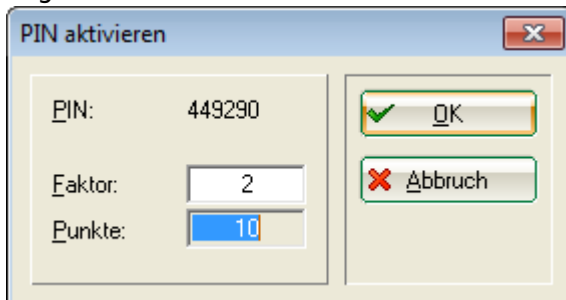 PIN aktivieren
PIN: 449290
OK
Faktor: 2
Abbruch
Punkte: 10